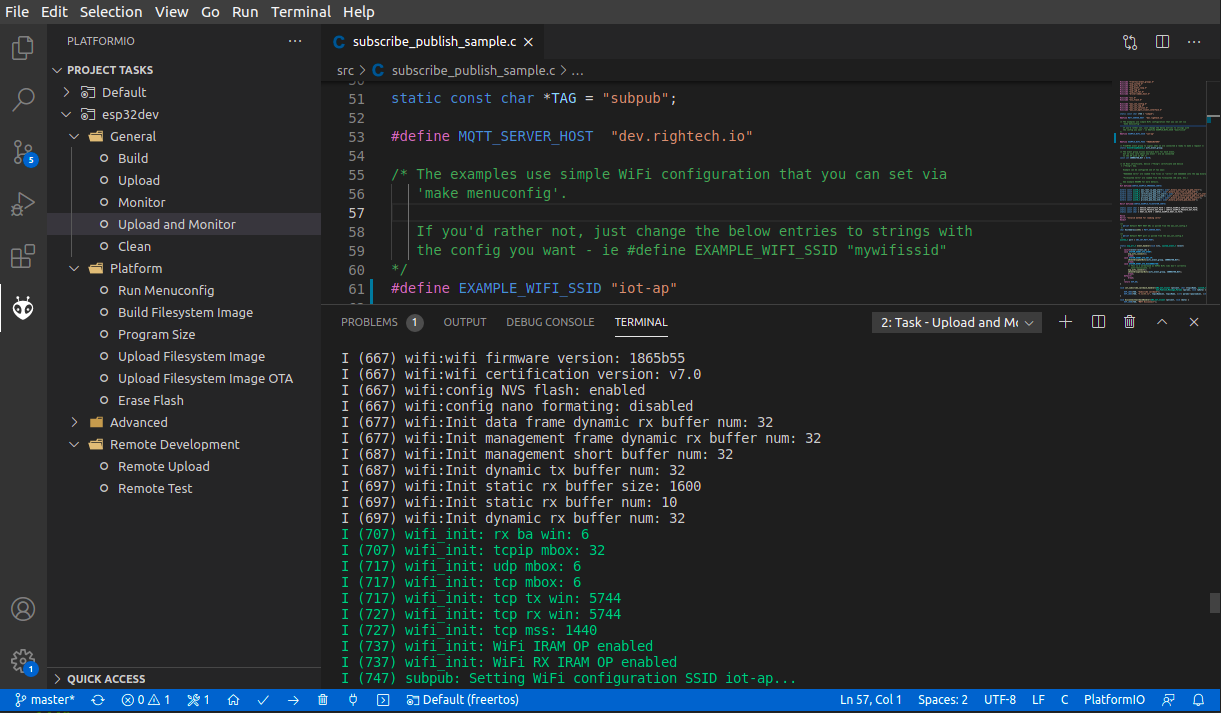 File Edit Selection View Go Run Terminal Help
PLATFORMIO
PROJECT TASKS
Default
esp32dev
General
Build
Upload
Monitor
Upload and Monitor
Clean
Platform
Run Menuconfig
Build Filesystem Image
Program Size
Upload Filesystem Image
Upload Filesystem Image OTA
Erase Flash
Advanced
Remote Development
Remote Upload
Remote Test
QUICK ACCESS
5
1
C subscribe_publish_sample.c
src > C subscribe_publish_sample.c > ...
51 static const char *TAG = "subpub";
52
53 #define MQTT_SERVER_HOST "dev.rightech.io"
54
55 /* The examples use simple WiFi configuration that you can set via
56 'make menuconfig'.
57
58 If you'd rather not, just change the below entries to strings with
59 the config you want - ie #define EXAMPLE_WIFI_SSID "mywifissid"
60 */
61 #define EXAMPLE_WIFI_SSID "iot-ap"
PROBLEMS 1 OUTPUT DEBUG CONSOLE TERMINAL 2: Task - Upload and Mo
I (667) wifi:wifi firmware version: 1865b55
I (667) wifi:wifi certification version: v7.0
I (667) wifi:config NVS flash: enabled
I (667) wifi:config nano formating: disabled
I (677) wifi:Init data frame dynamic rx buffer num: 32
I (677) wifi:Init management frame dynamic rx buffer num: 32
I (687) wifi:Init management short buffer num: 32
I (687) wifi:Init dynamic tx buffer num: 32
I (697) wifi:Init static rx buffer size: 1600
I (697) wifi:Init static rx buffer num: 10
I (697) wifi:Init dynamic rx buffer num: 32
I (707) wifi_init: rx ba win: 6
I (707) wifi_init: tcpip mbox: 32
I (717) wifi_init: udp mbox: 6
I (717) wifi_init: tcp mbox: 6
I (717) wifi_init: tcp tx win: 5744
I (727) wifi_init: tcp rx win: 5744
I (727) wifi_init: tcp mss: 1440
I (737) wifi_init: WiFi IRAM OP enabled
I (737) wifi_init: WiFi RX IRAM OP enabled
I (747) subpub: Setting WiFi configuration SSID iot-ap...
master* 0 1 1 Default (freertos) Ln 57, Col 1 Spaces: 2 UTF-8 LF C PlatformIO